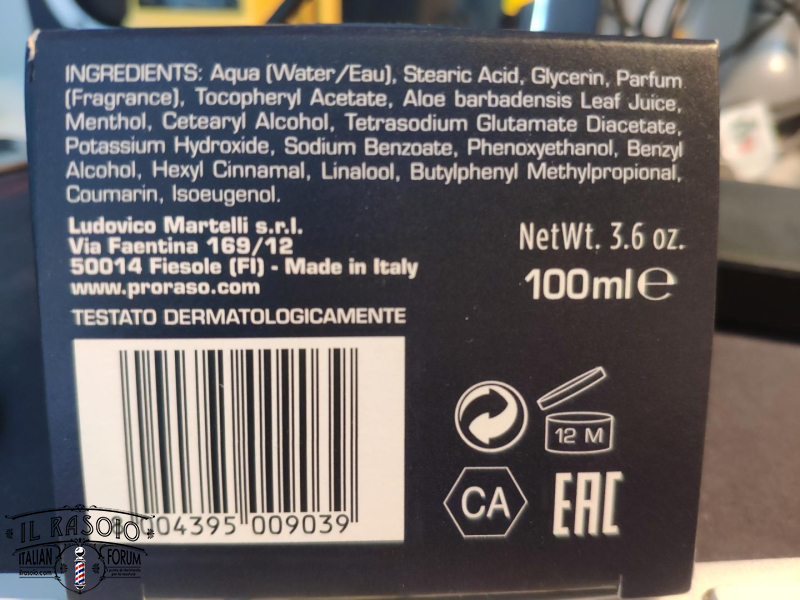 INGREDIENTS: Aqua (Water/Eau), Stearic Acid, Glycerin, Parfum
(Fragrance), Tocopheryl Acetate, Aloe barbadensis Leaf Juice,
Menthol, Cetearyl Alcohol, Tetrasodium Glutamate Diacetate,
Potassium Hydroxide, Sodium Benzoate, Phenoxyethanol, Benzyl
Alcohol, Hexyl Cinnamal, Linalool, Butylphenyl Methylpropional,
Coumarin, Isoeugenol.
Ludovico Martelli s.r.l.
Via Faentina 169/12
50014 Fiesole (FI) - Made in Italy
www.proraso.com
TESTATO DERMATOLOGICAMENTE
NetWt. 3.6 oz.
100ml e
12 M
CA
EAC
004395 009039
IL RASOIO
ITALIAN FORUM
ilrasoio.com